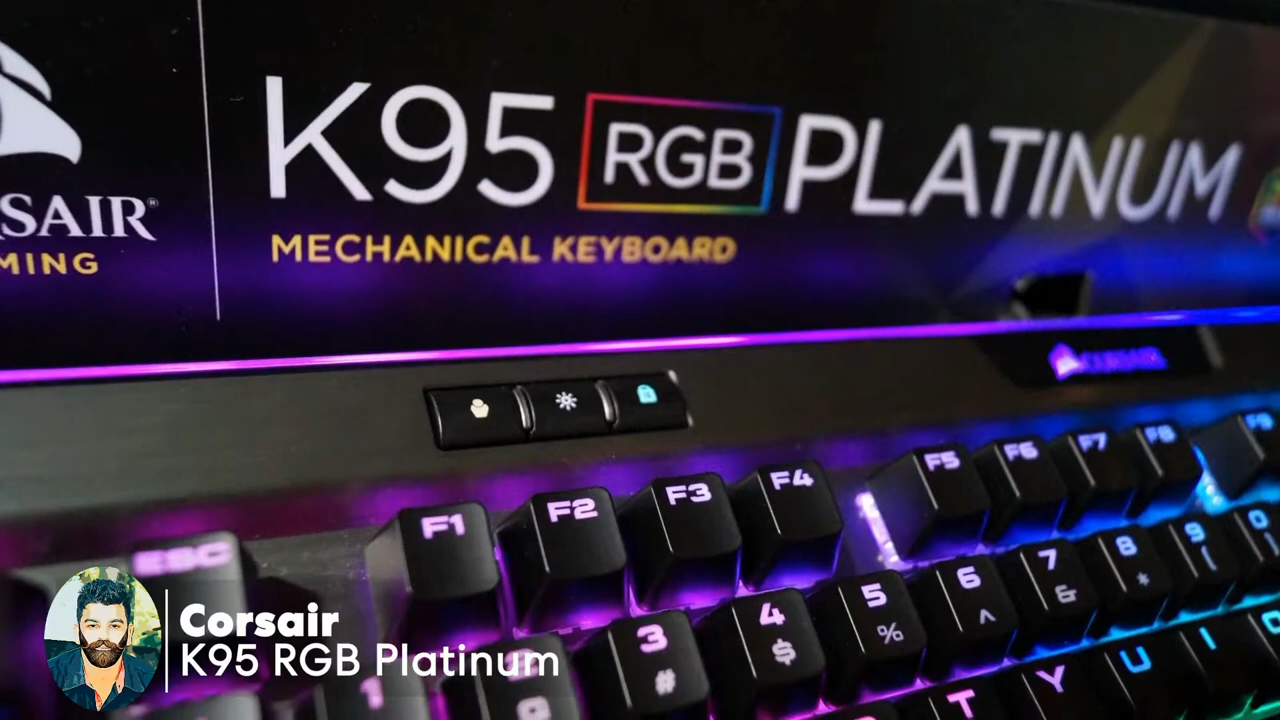 K95 RGB PLATINUM
SAIR®
MING
MECHANICAL KEYBOARD
CORSAIR
F1 F2 F3 F4 F5 F6 F7 F8 F9
ESC
1 3 # 4 $ 5 % 6 ^ 7 & 8 * 9 ( 0
T Y U I O
Corsair
K95 RGB Platinum